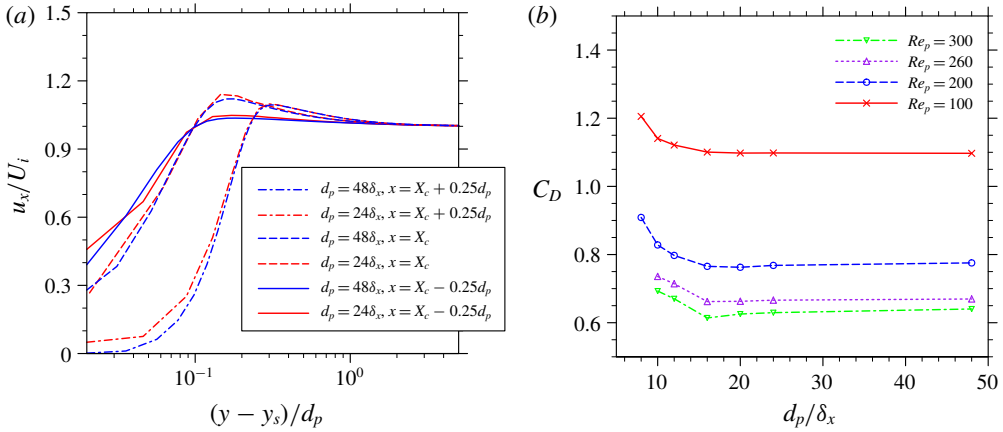 (a)
1.5
1.2
0.9
0.6
0.3
0
u_x/U_i
d_p = 48δ_x, x = X_c + 0.25d_p
d_p = 24δ_x, x = X_c + 0.25d_p
d_p = 48δ_x, x = X_c
d_p = 24δ_x, x = X_c
d_p = 48δ_x, x = X_c − 0.25d_p
d_p = 24δ_x, x = X_c − 0.25d_p
10⁻¹ 10⁰
(y − y_s)/d_p
(b)
1.4
1.2
1.0
0.8
0.6
C_D
Re_p = 300
Re_p = 260
Re_p = 200
Re_p = 100
10 20 30 40 50
d_p/δ_x